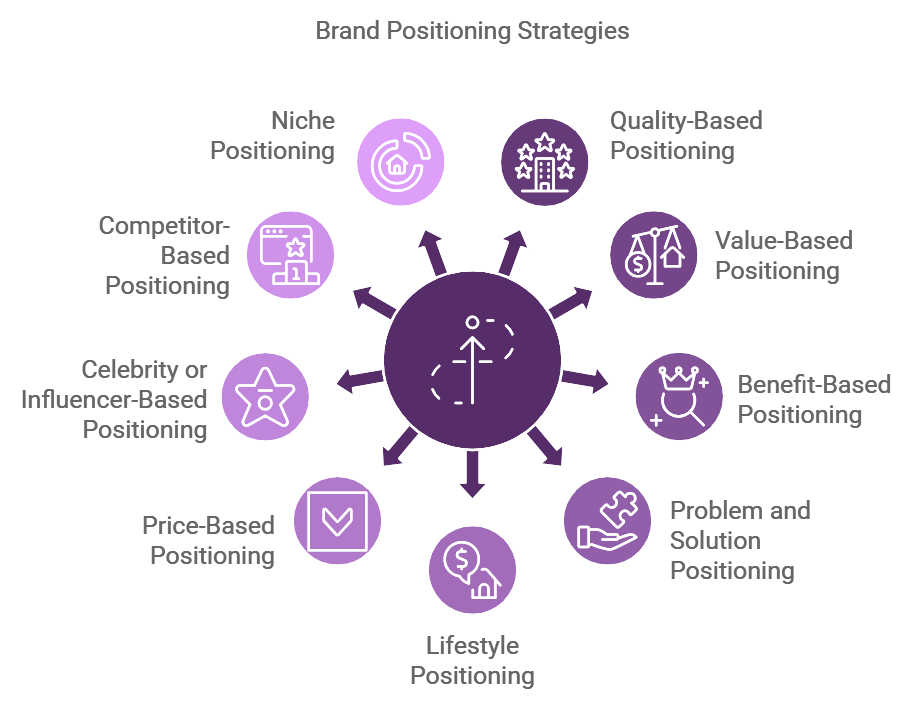 Brand Positioning Strategies
Niche
Positioning
Quality-Based
Positioning
Competitor-
Based
Positioning
Value-Based
Positioning
Celebrity or
Influencer-Based
Positioning
Benefit-Based
Positioning
Price-Based
Positioning
Problem and
Solution
Positioning
Lifestyle
Positioning
$
1
$